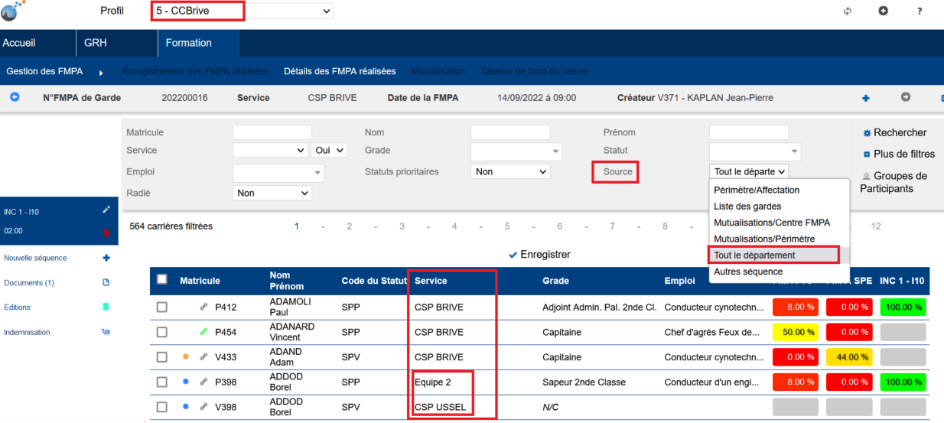 Profil 5 - CCBrive ?
Accueil GRH Formation
Gestion des FMPA Enregistrement des FMPA réalisées Détails des FMPA réalisées Mutualisation Tableau de bord du centre
N°FMPA de Garde 202200016 Service CSP BRIVE Date de la FMPA 14/09/2022 à 09:00 Créateur V371 - KAPLAN Jean-Pierre
Matricule Nom Prénom Rechercher
Service Oui Grade Statut Plus de filtres
Emploi Statuts prioritaires Non Source Tout le départe Groupes de
Participants
Radié Non
Périmètre/Affectation
Liste des gardes
Mutualisations/Centre FMPA
Mutualisations/Périmètre
Tout le département
Autres séquence
INC 1 - I10
02:00
Nouvelle séquence
Documents (1)
Editions
Indemnisation
564 carrières filtrées 1 - 2 - 3 - 4 - 5 - 6 - 7 - 8 - 12
Enregistrer
Matricule Nom Prénom Code du Statut Service Grade Emploi SPE INC 1 - I10
P412 ADAMOLI Paul SPP CSP BRIVE Adjoint Admin. Pal. 2nde Cl. Conducteur cynotechn... 8.00 % 0.00 % 100.00 %
P454 ADANARD Vincent SPP CSP BRIVE Capitaine Chef d'agrès Feux de... 50.00 % 0.00 %
V433 ADAND Adam SPV CSP BRIVE Capitaine Conducteur cynotechn... 0.00 % 44.00 %
P398 ADDOD Borel SPP Equipe 2 Sapeur 2nde Classe Conducteur d'un engi... 8.00 % 0.00 % 100.00 %
V398 ADDOD Borel SPV CSP USSEL N/C